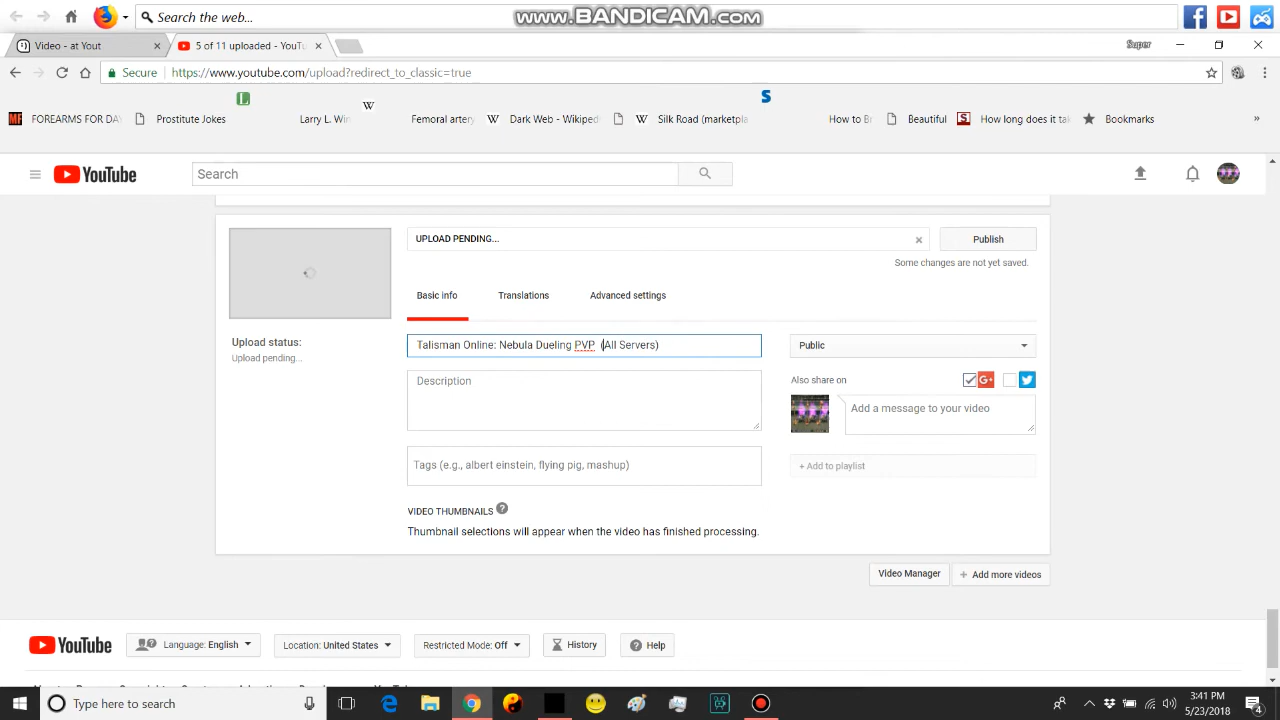 www.BANDICAM.com
Search the web...
Video - at Yout
5 of 11 uploaded - YouTu
Super
Secure https://www.youtube.com/upload?redirect_to_classic=true
FOREARMS FOR DAY Prostitute Jokes Larry L. Win Femoral artery Dark Web - Wikiped Silk Road (marketpla How to Br Beautiful How long does it tak Bookmarks
YouTube
Search
UPLOAD PENDING...
Publish
Some changes are not yet saved.
Basic info Translations Advanced settings
Upload status:
Upload pending...
Talisman Online: Nebula Dueling PVP (All Servers)
Public
Description
Also share on
Add a message to your video
Tags (e.g., albert einstein, flying pig, mashup)
+ Add to playlist
VIDEO THUMBNAILS
Thumbnail selections will appear when the video has finished processing.
Video Manager + Add more videos
YouTube Language: English Location: United States Restricted Mode: Off History Help
Type here to search
3:41 PM
5/23/2018